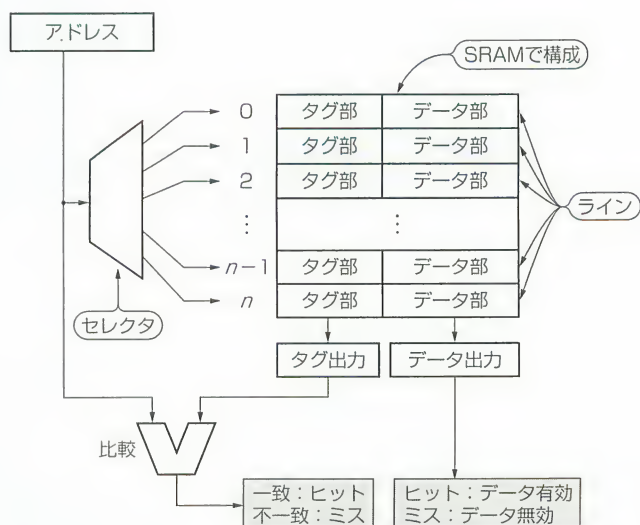 アドレス
SRAMで構成
0 タグ部 データ部
1 タグ部 データ部
2 タグ部 データ部
⋮ ⋮
n−1 タグ部 データ部
n タグ部 データ部
ライン
セレクタ
タグ出力 データ出力
比較
一致：ヒット
不一致：ミス
ヒット：データ有効
ミス：データ無効